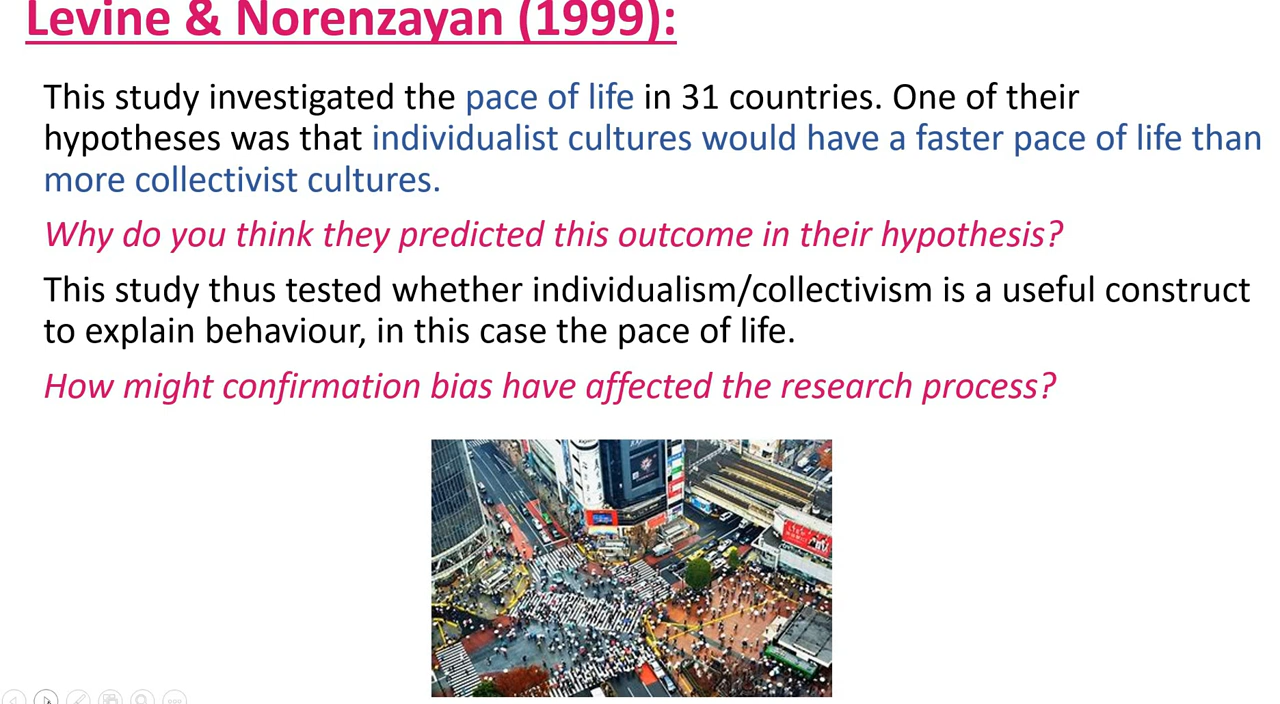 Levine & Norenzayan (1999):
This study investigated the pace of life in 31 countries. One of their
hypotheses was that individualist cultures would have a faster pace of life than
more collectivist cultures.
Why do you think they predicted this outcome in their hypothesis?
This study thus tested whether individualism/collectivism is a useful construct
to explain behaviour, in this case the pace of life.
How might confirmation bias have affected the research process?